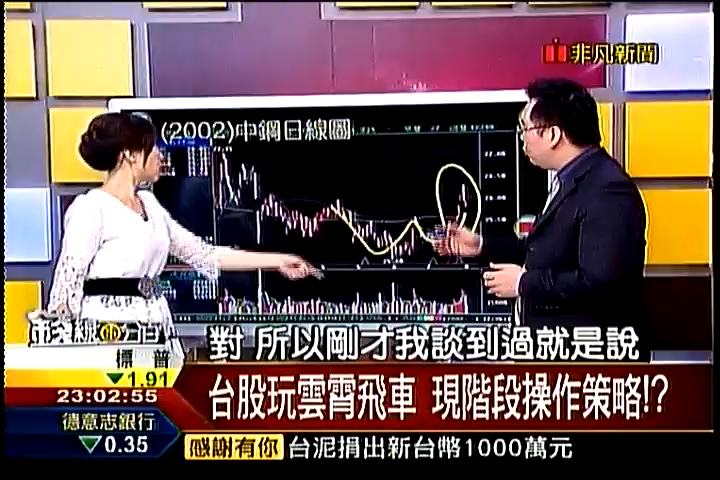 非凡新聞
(2002)中鋼日線圖
對 所以剛才我談到過就是說
標普
▼1.91
23:02:55
台股玩雲霄飛車 現階段操作策略!?
德意志銀行
▽0.35
感謝有你 台泥捐出新台幣1000萬元